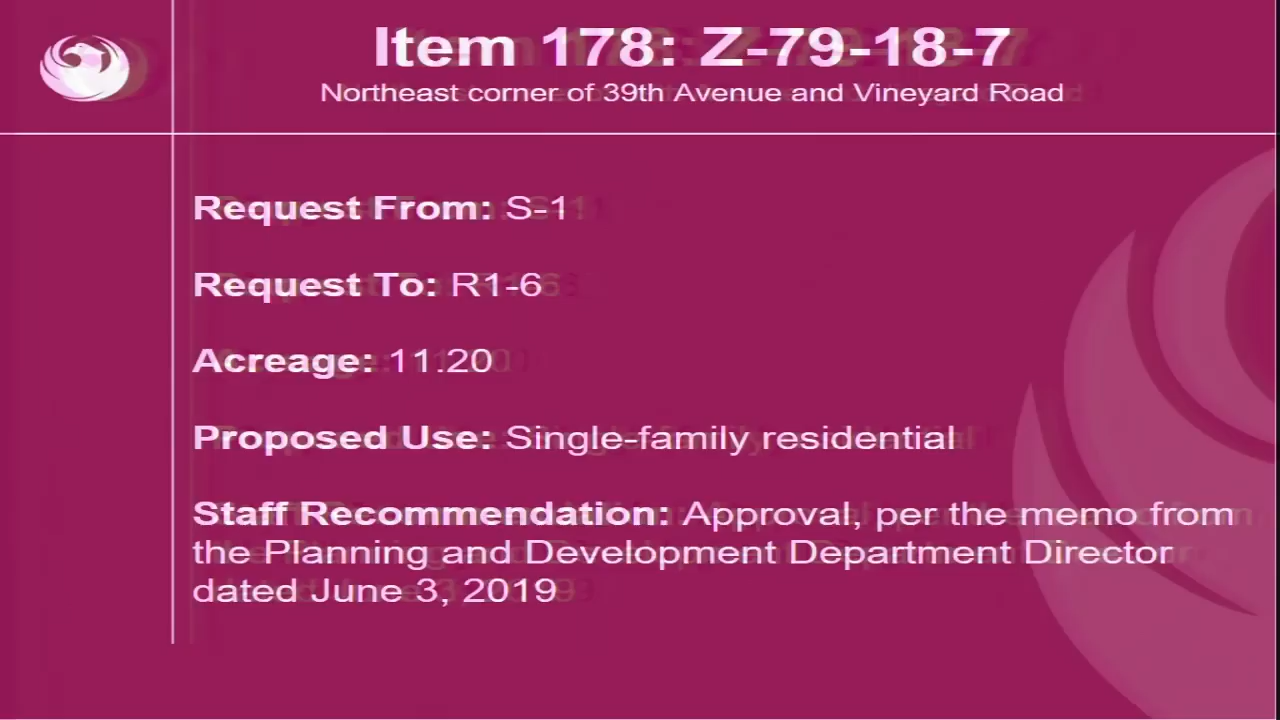 Item 178: Z-79-18-7
Northeast corner of 39th Avenue and Vineyard Road
Request From: S-1
Request To: R1-6
Acreage: 11.20
Proposed Use: Single-family residential
Staff Recommendation: Approval, per the memo from
the Planning and Development Department Director
dated June 3, 2019